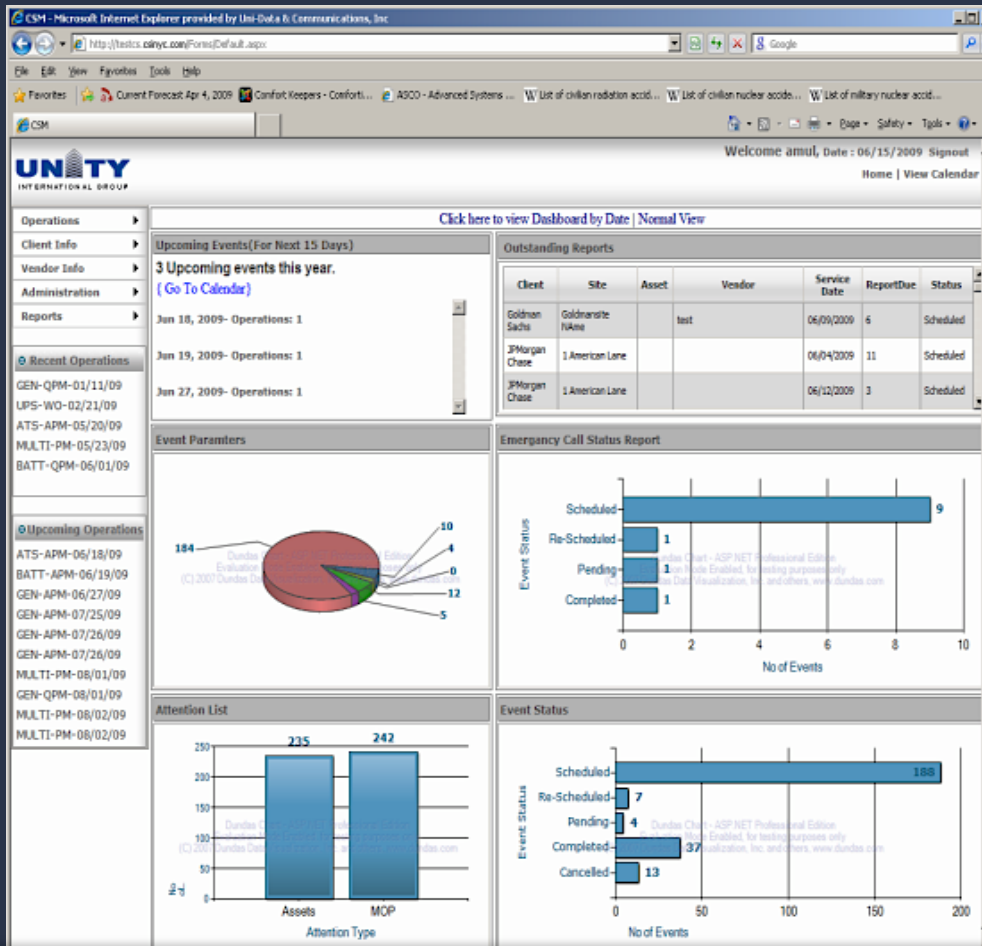 CSM - Microsoft Internet Explorer provided by Uni-Data & Communications, Inc
http://testcs.csinyc.com/Forms/Default.aspx
Google
File Edit View Favorites Tools Help
Favorites Current Forecast Apr 4, 2009 Comfort Keepers - Comforti... ASCO - Advanced Systems ... List of civilian radiation accid... List of civilian nuclear accide... List of military nuclear accid...
CSM
Page Safety Tools
UNITY
INTERNATIONAL GROUP
Welcome amul, Date : 06/15/2009 Signout
Home | View Calendar
Operations
Client Info
Vendor Info
Administration
Reports
Recent Operations
GEN-QPM-01/11/09
UPS-WO-02/21/09
ATS-APM-05/20/09
MULTI-PM-05/23/09
BATT-QPM-06/01/09
Upcoming Operations
ATS-APM-06/18/09
BATT-APM-06/19/09
GEN-APM-06/27/09
GEN-APM-07/25/09
GEN-APM-07/26/09
GEN-APM-07/26/09
MULTI-PM-08/01/09
GEN-QPM-08/01/09
MULTI-PM-08/02/09
MULTI-PM-08/02/09
Click here to view Dashboard by Date | Normal View
Upcoming Events(For Next 15 Days)
3 Upcoming events this year.
{ Go To Calendar}
Jun 18, 2009- Operations: 1
Jun 19, 2009- Operations: 1
Jun 27, 2009- Operations: 1
Outstanding Reports
Client Site Asset Vendor Service Date ReportDue Status
Goldman Sachs Goldmansite NAme test 06/09/2009 6 Scheduled
JPMorgan Chase 1 American Lane 06/04/2009 11 Scheduled
JPMorgan Chase 1 American Lane 06/12/2009 3 Scheduled
Event Paramters
184
10
4
0
12
5
Emergancy Call Status Report
Event Status
Scheduled 9
Re-Scheduled 1
Pending 1
Completed 1
0 2 4 6 8 10
No of Events
Attention List
No of..
250
200
150
100
50
0
235 242
Assets MOP
Attention Type
Event Status
Event Status
Scheduled 188
Re-Scheduled 7
Pending 4
Completed 37
Cancelled 13
0 50 100 150 200
No of Events